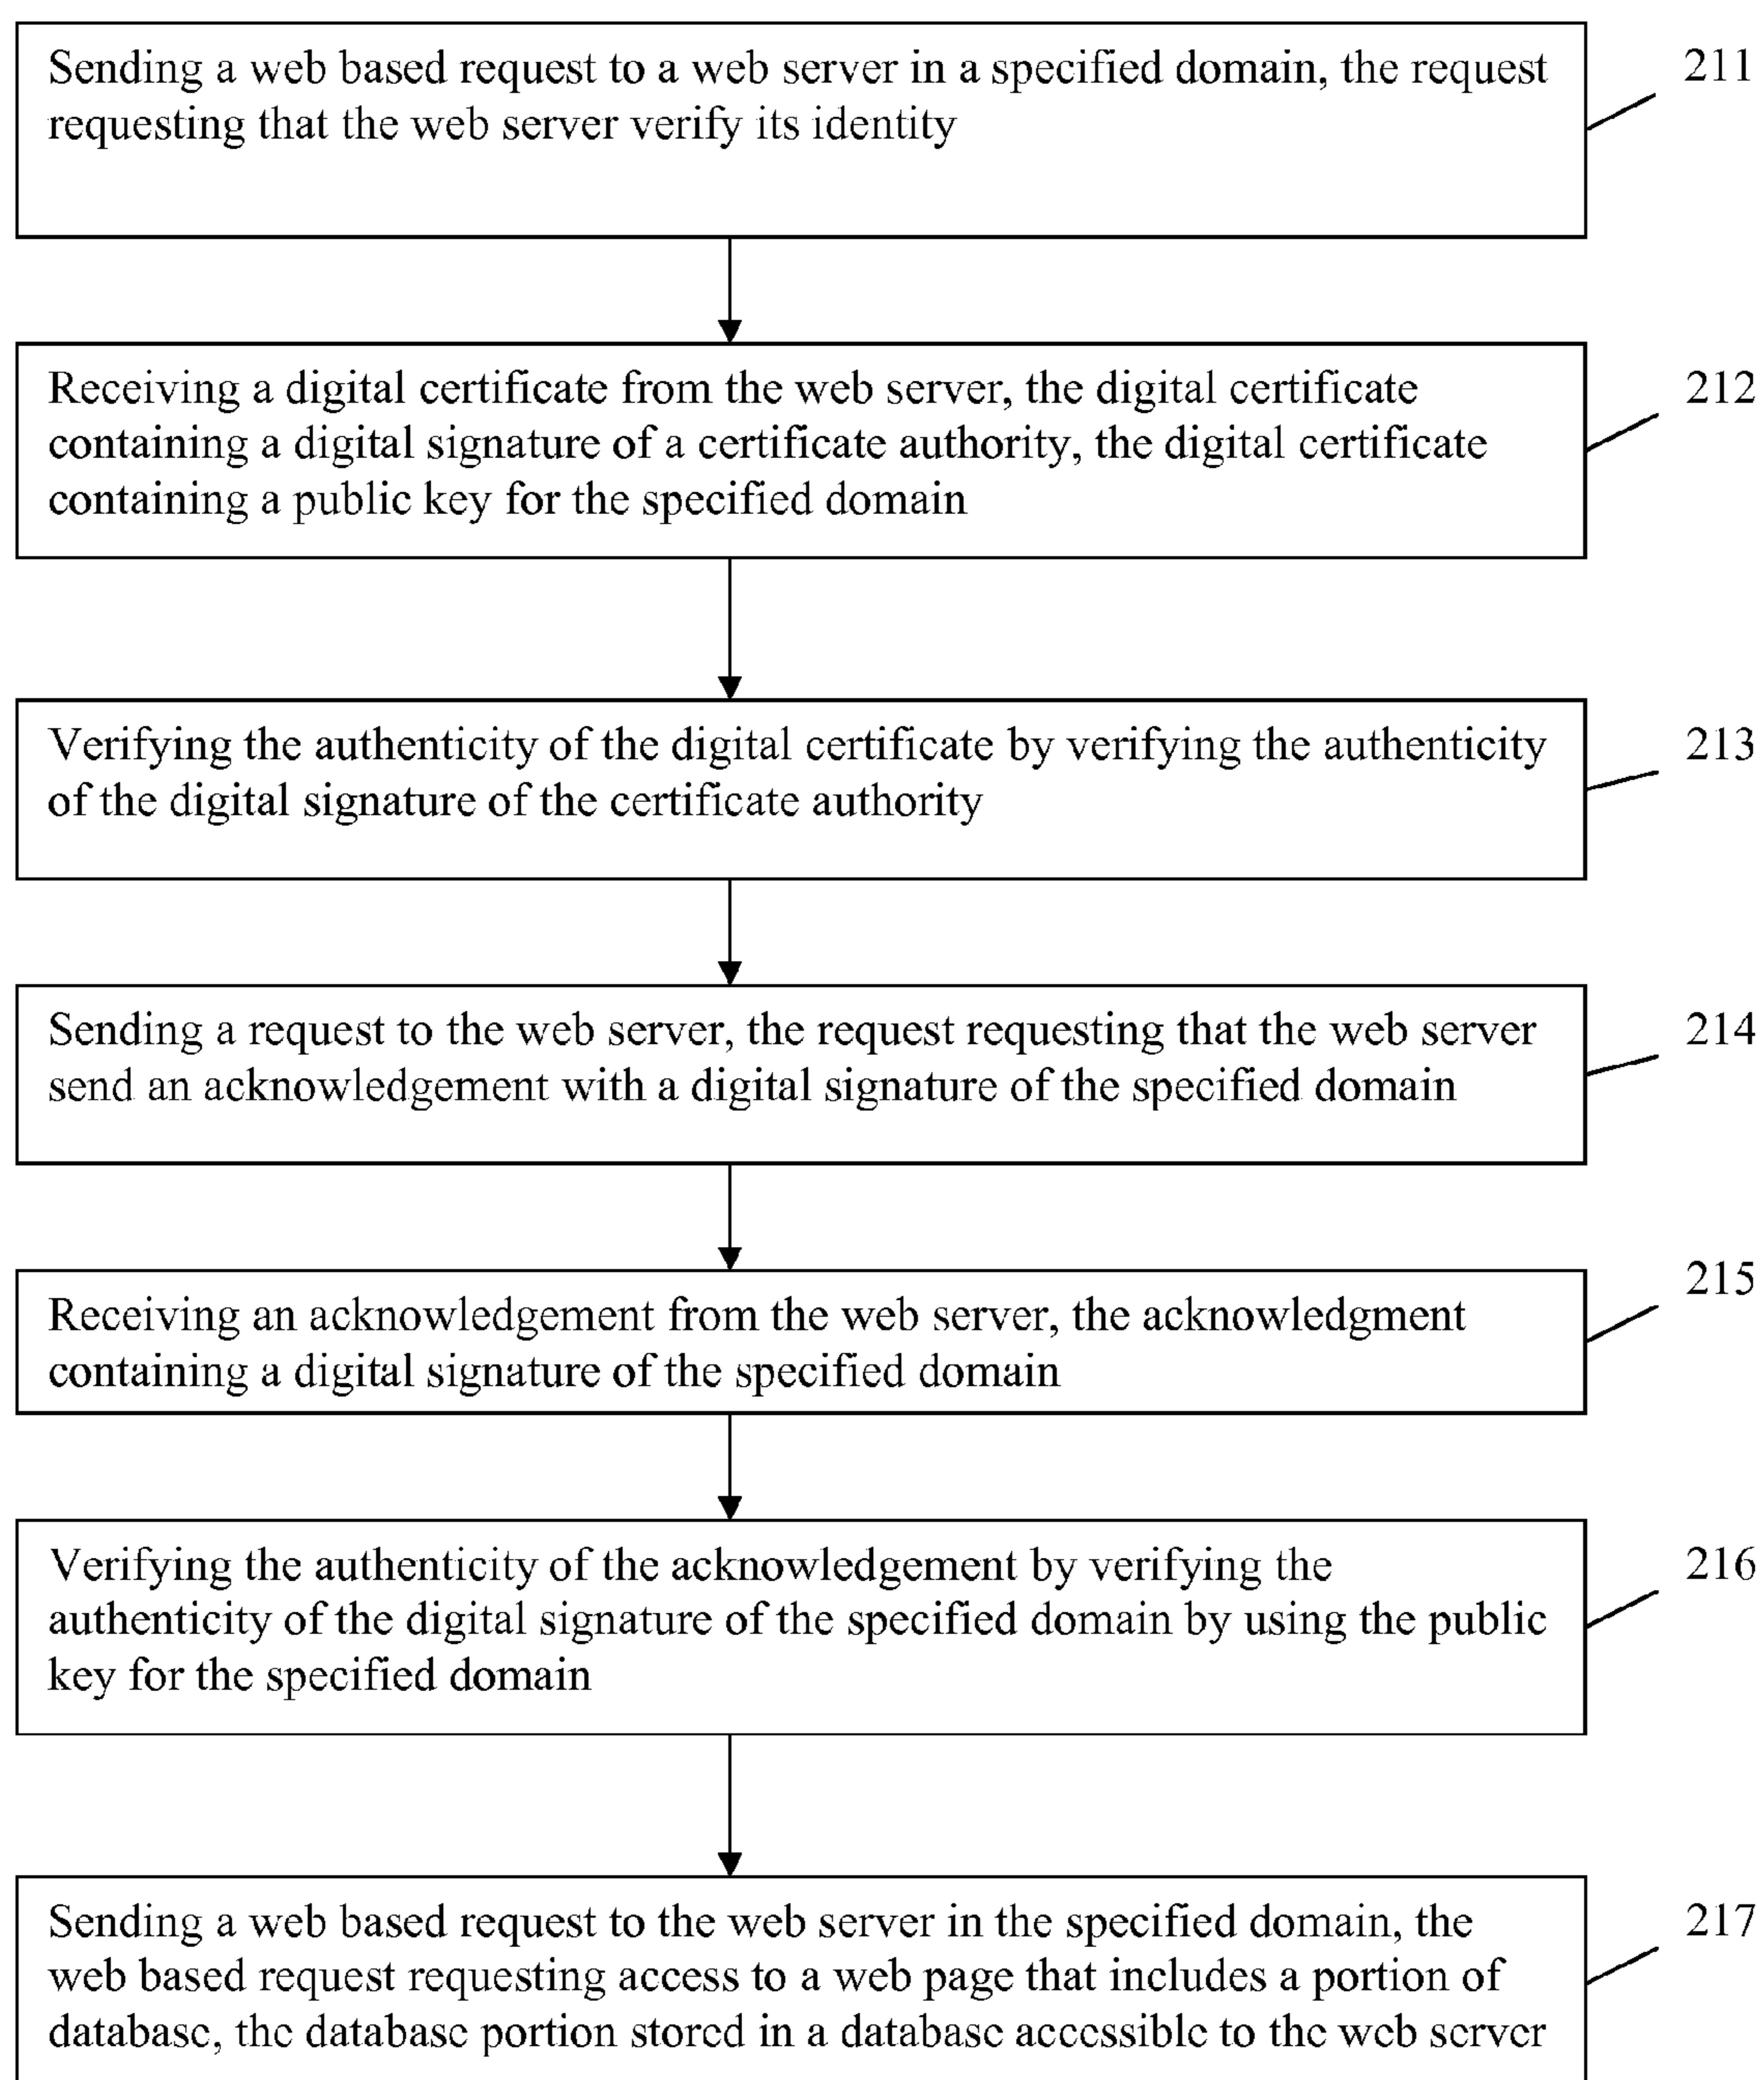 Sending a web based request to a web server in a specified domain, the request
requesting that the web server verify its identity
211
Receiving a digital certificate from the web server, the digital certificate
containing a digital signature of a certificate authority, the digital certificate
containing a public key for the specified domain
212
Verifying the authenticity of the digital certificate by verifying the authenticity
of the digital signature of the certificate authority
213
Sending a request to the web server, the request requesting that the web server
send an acknowledgement with a digital signature of the specified domain
214
Receiving an acknowledgement from the web server, the acknowledgment
containing a digital signature of the specified domain
215
Verifying the authenticity of the acknowledgement by verifying the
authenticity of the digital signature of the specified domain by using the public
key for the specified domain
216
Sending a web based request to the web server in the specified domain, the
web based request requesting access to a web page that includes a portion of
database, the database portion stored in a database accessible to the web server
217